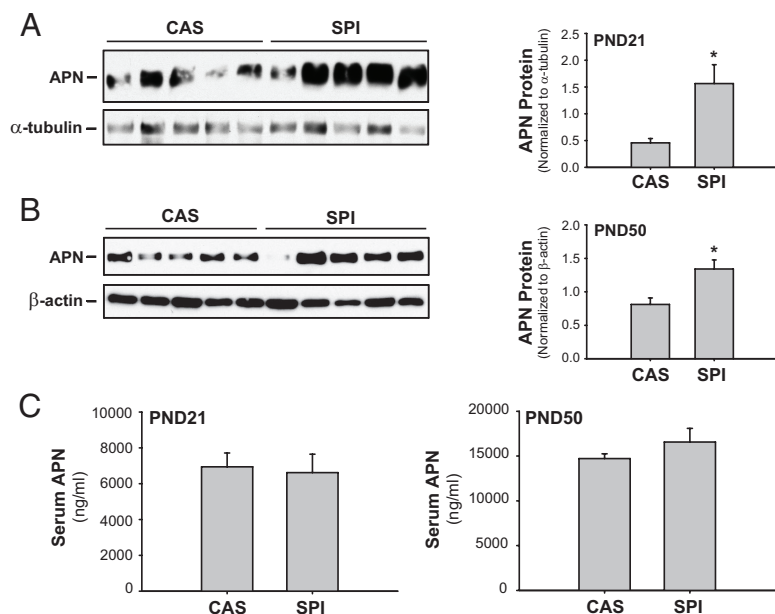 A
CAS SPI
APN
α-tubulin
PND21
APN Protein
(Normalized to α-tubulin)
2.0
1.5
1.0
0.5
0.0
*
CAS SPI
B
CAS SPI
APN
β-actin
PND50
APN Protein
(Normalized to β-actin)
2.0
1.5
1.0
0.5
0.0
*
CAS SPI
C
PND21
Serum APN
(ng/ml)
10000
8000
6000
4000
2000
0
CAS SPI
PND50
Serum APN
(ng/ml)
20000
15000
10000
5000
0
CAS SPI